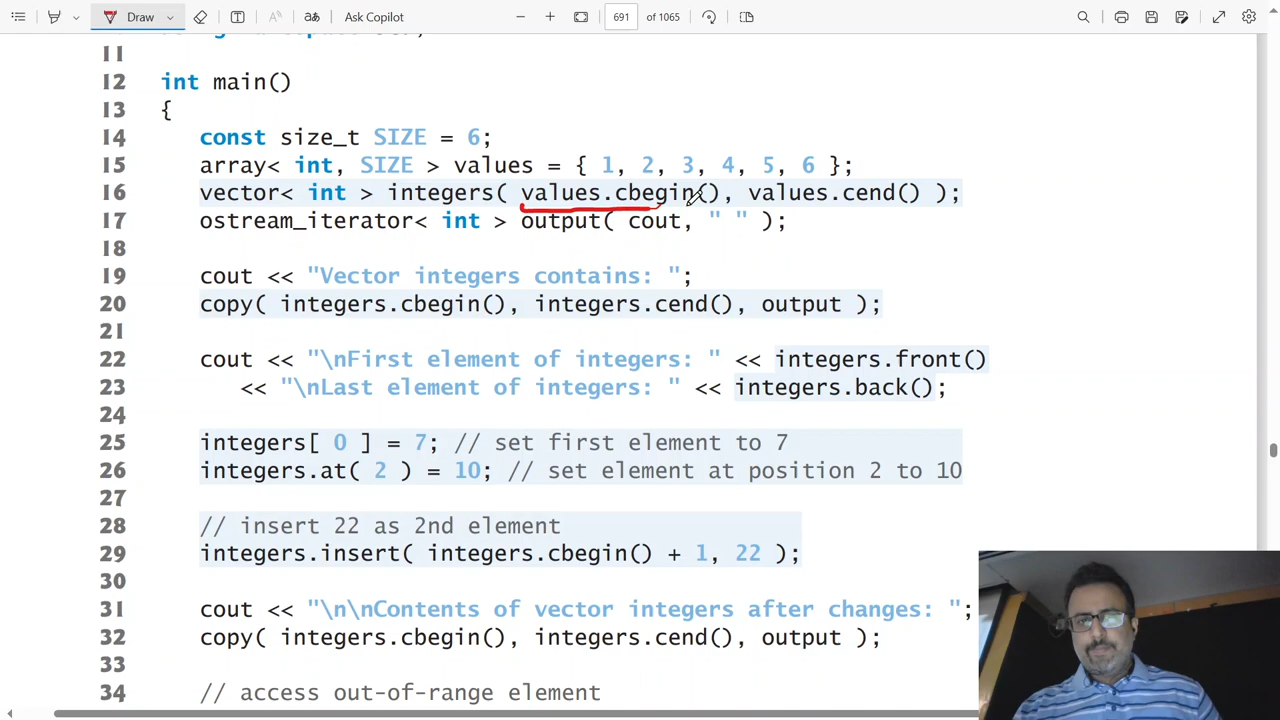 Draw
Ask Copilot
691 of 1065
11
12 int main()
13 {
14 const size_t SIZE = 6;
15 array< int, SIZE > values = { 1, 2, 3, 4, 5, 6 };
16 vector< int > integers( values.cbegin(), values.cend() );
17 ostream_iterator< int > output( cout, " " );
18
19 cout << "Vector integers contains: ";
20 copy( integers.cbegin(), integers.cend(), output );
21
22 cout << "\nFirst element of integers: " << integers.front()
23 << "\nLast element of integers: " << integers.back();
24
25 integers[ 0 ] = 7; // set first element to 7
26 integers.at( 2 ) = 10; // set element at position 2 to 10
27
28 // insert 22 as 2nd element
29 integers.insert( integers.cbegin() + 1, 22 );
30
31 cout << "\n\nContents of vector integers after changes: ";
32 copy( integers.cbegin(), integers.cend(), output );
33
34 // access out-of-range element